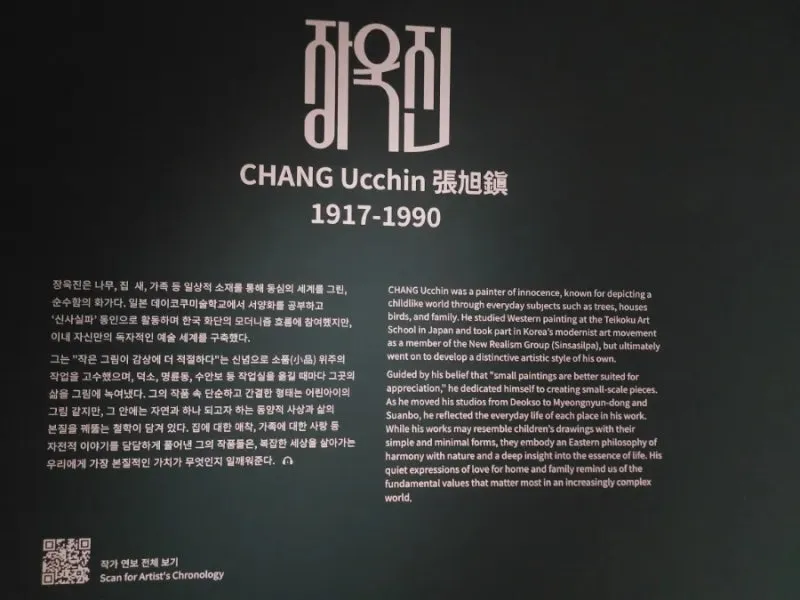 장욱진
CHANG Ucchin 張旭鎭
1917-1990
장욱진은 나무, 집 새, 가족 등 일상적 소재를 통해 동심의 세계를 그린,
순수함의 화가다. 일본 데이코쿠미술학교에서 서양화를 공부하고
'신사실파' 동인으로 활동하며 한국 화단의 모더니즘 흐름에 참여했지만,
이내 자신만의 독자적인 예술 세계를 구축했다.
그는 "작은 그림이 감상에 더 적절하다"는 신념으로 소품(小品) 위주의
작업을 고수했으며, 덕소, 명륜동, 수안보 등 작업실을 옮길 때마다 그곳의
삶을 그림에 녹여냈다. 그의 작품 속 단순하고 간결한 형태는 어린아이의
그림 같지만, 그 안에는 자연과 하나 되고자 하는 동양적 사상과 삶의
본질을 꿰뚫는 철학이 담겨 있다. 집에 대한 애착, 가족에 대한 사랑 등
자전적 이야기를 담담하게 풀어낸 그의 작품들은, 복잡한 세상을 살아가는
우리에게 가장 본질적인 가치가 무엇인지 일깨워준다.
CHANG Ucchin was a painter of innocence, known for depicting a
childlike world through everyday subjects such as trees, houses
birds, and family. He studied Western painting at the Teikoku Art
School in Japan and took part in Korea's modernist art movement
as a member of the New Realism Group (Sinsasilpa), but ultimately
went on to develop a distinctive artistic style of his own.
Guided by his belief that "small paintings are better suited for
appreciation," he dedicated himself to creating small-scale pieces.
As he moved his studios from Deokso to Myeongnyun-dong and
Suanbo, he reflected the everyday life of each place in his work.
While his works may resemble children's drawings with their
simple and minimal forms, they embody an Eastern philosophy of
harmony with nature and a deep insight into the essence of life. His
quiet expressions of love for home and family remind us of the
fundamental values that matter most in an increasingly complex
world.
작가 연보 전체 보기
Scan for Artist's Chronology